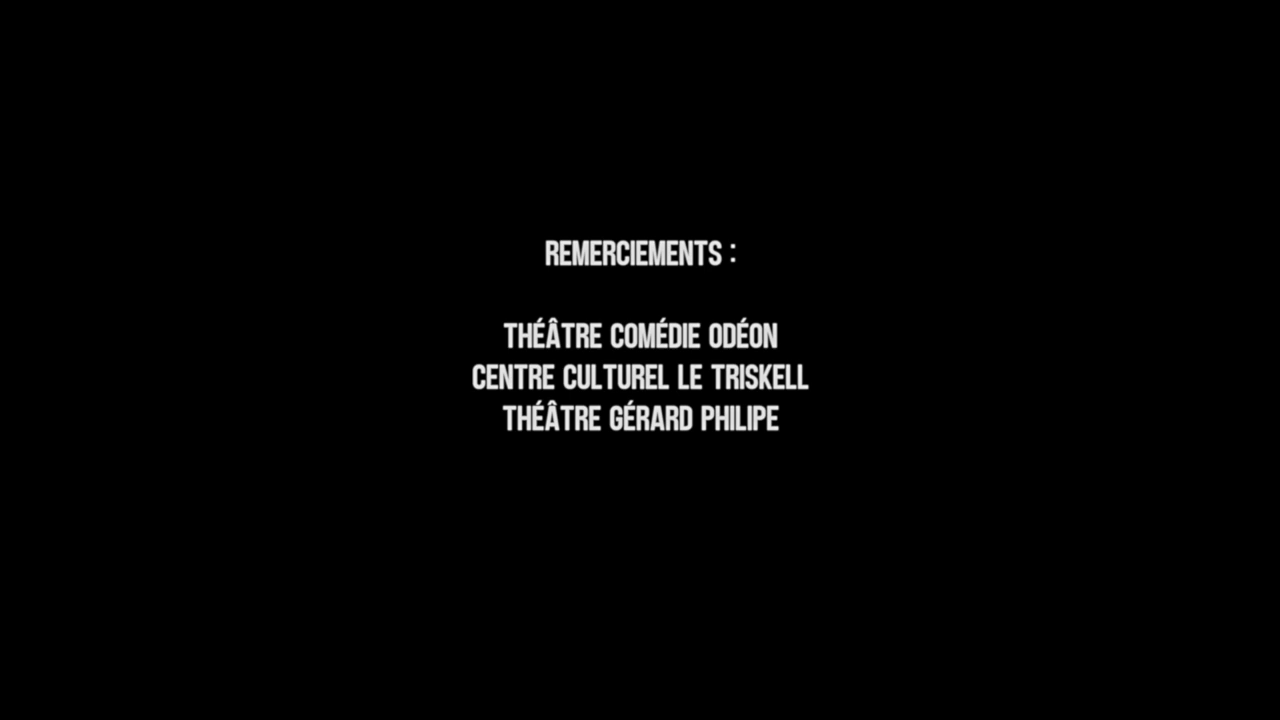 REMERCIEMENTS :
THÉÂTRE COMÉDIE ODÉON
CENTRE CULTUREL LE TRISKELL
THÉÂTRE GÉRARD PHILIPE